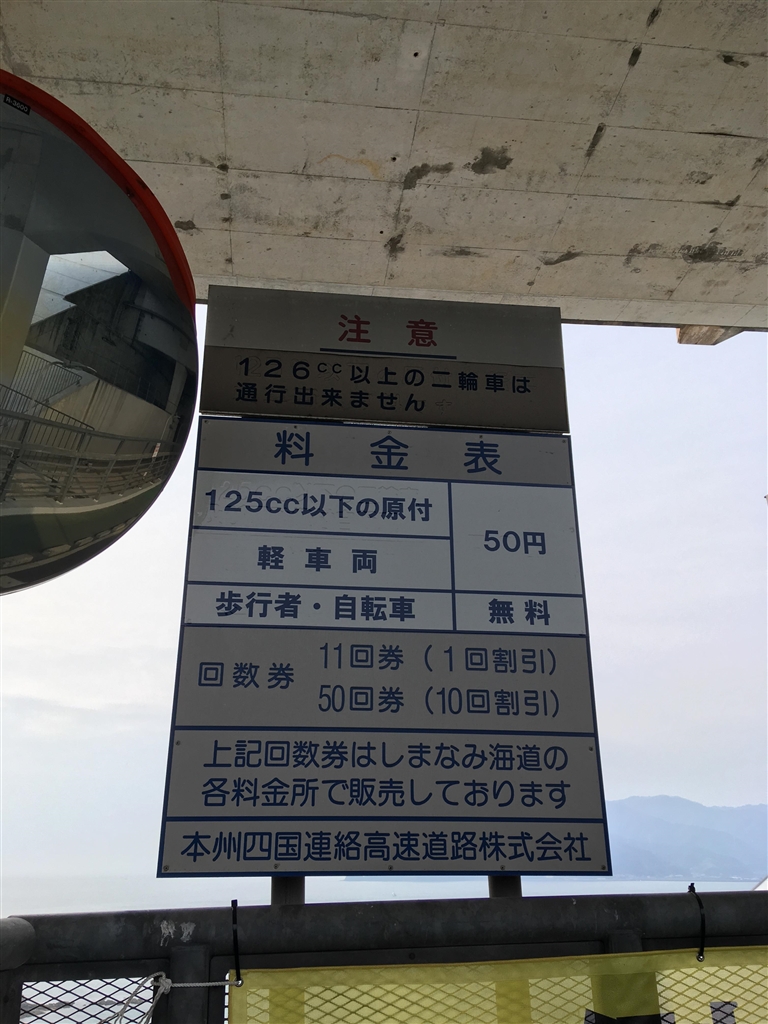 注意
126cc以上の二輪車は
通行出来ません
料金表
125cc以下の原付
50円
軽車両
歩行者・自転車
無料
回数券
11回券(1回割引)
50回券(10回割引)
上記回数券はしまなみ海道の
各料金所で販売しております
本州四国連絡高速道路株式会社